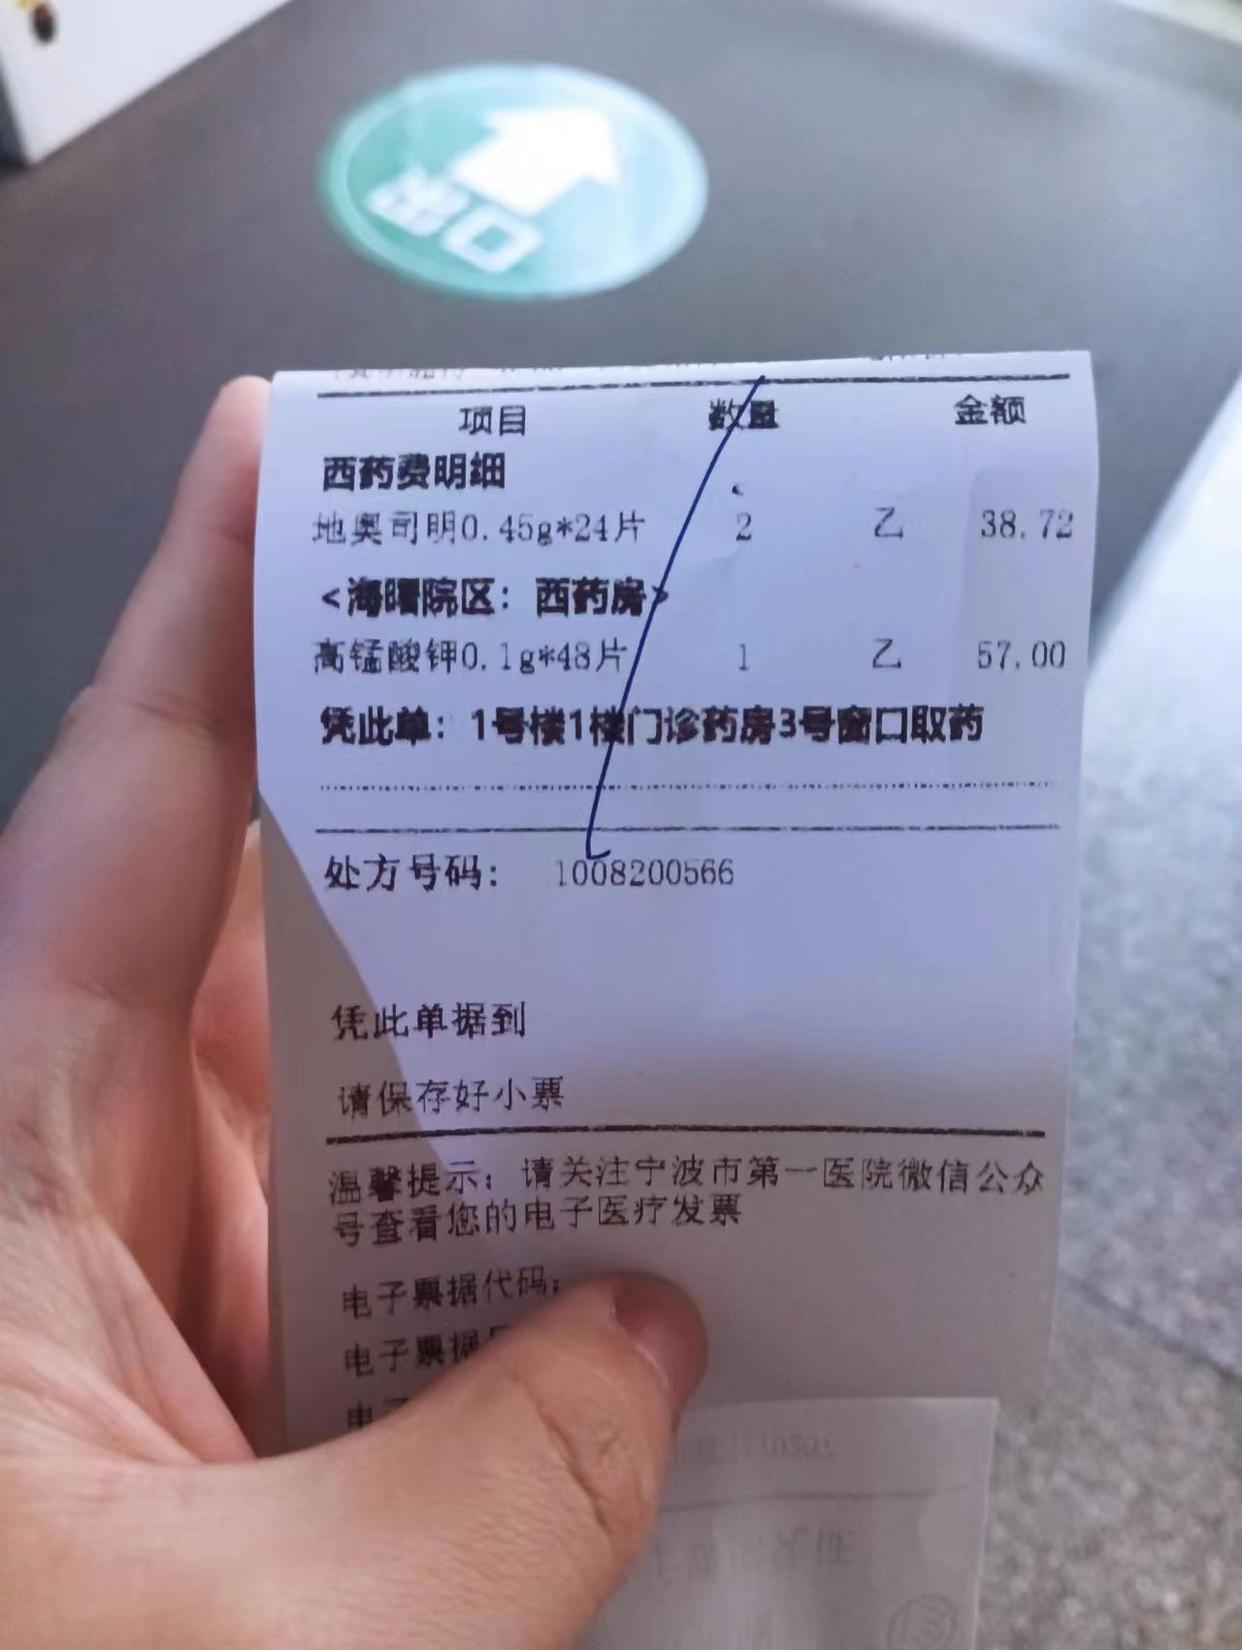 出口
项目 数量 金额
西药费明细
地奥司明0.45g*24片 2 乙 38.72
<海曙院区：西药房>
高锰酸钾0.1g*48片 1 乙 57.00
凭此单：1号楼1楼门诊药房3号窗口取药
处方号码： 1008200566
凭此单据到
请保存好小票
温馨提示：请关注宁波市第一医院微信公众
号查看您的电子医疗发票
电子票据代码：
电子票据
电子